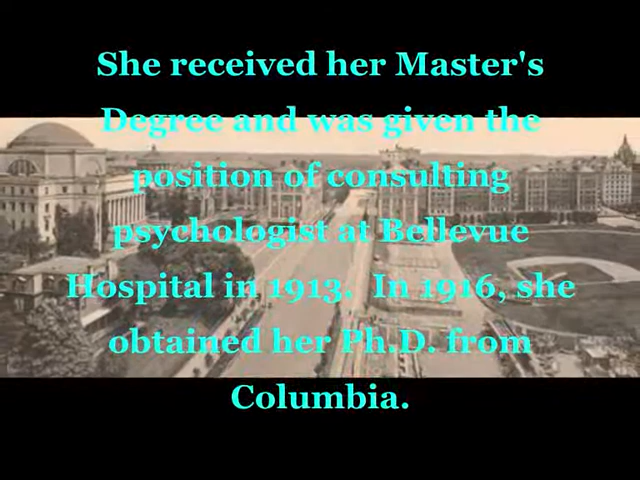 She received her Master's
Degree and was given the
position of consulting
psychologist at Bellevue
Hospital in 1913.  In 1916, she
obtained her Ph.D. from
Columbia.